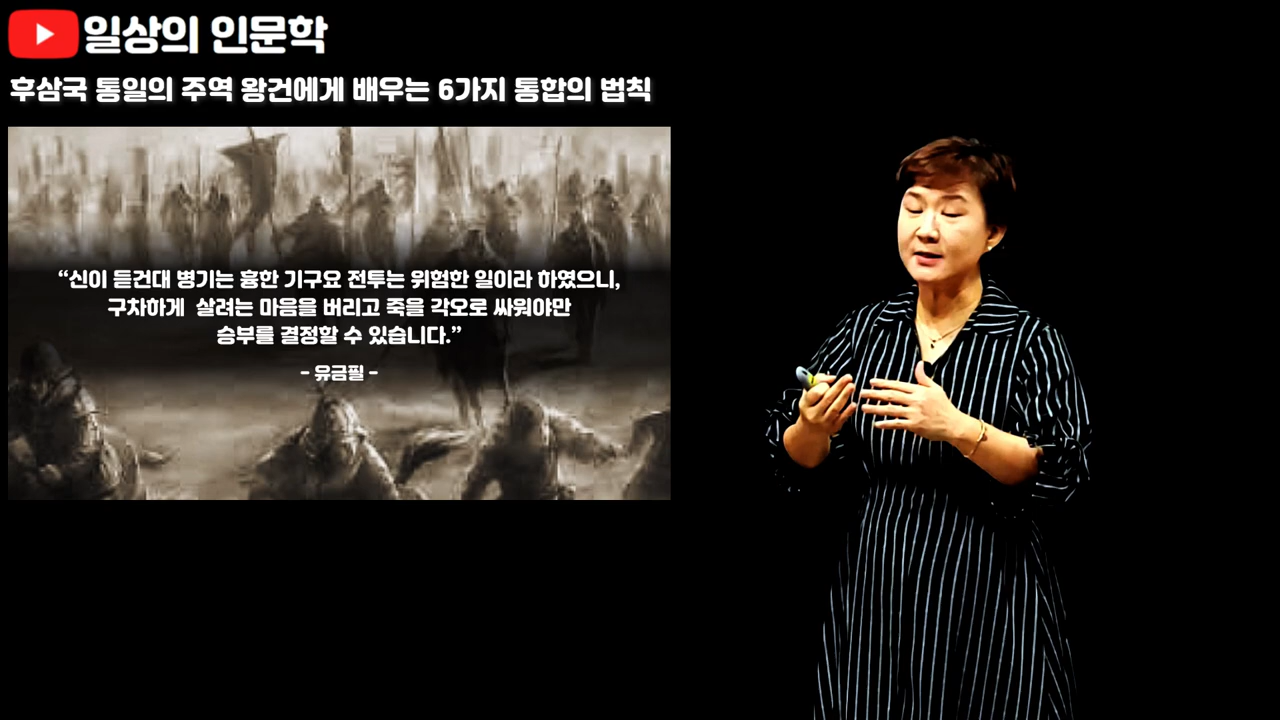 일상의 인문학
후삼국 통일의 주역 왕건에게 배우는 6가지 통합의 법칙
“신이 듣건대 병기는 흉한 기구요 전투는 위험한 일이라 하였으니,
구차하게 살려는 마음을 버리고 죽을 각오로 싸워야만
승부를 결정할 수 있습니다.”
- 유금필 -